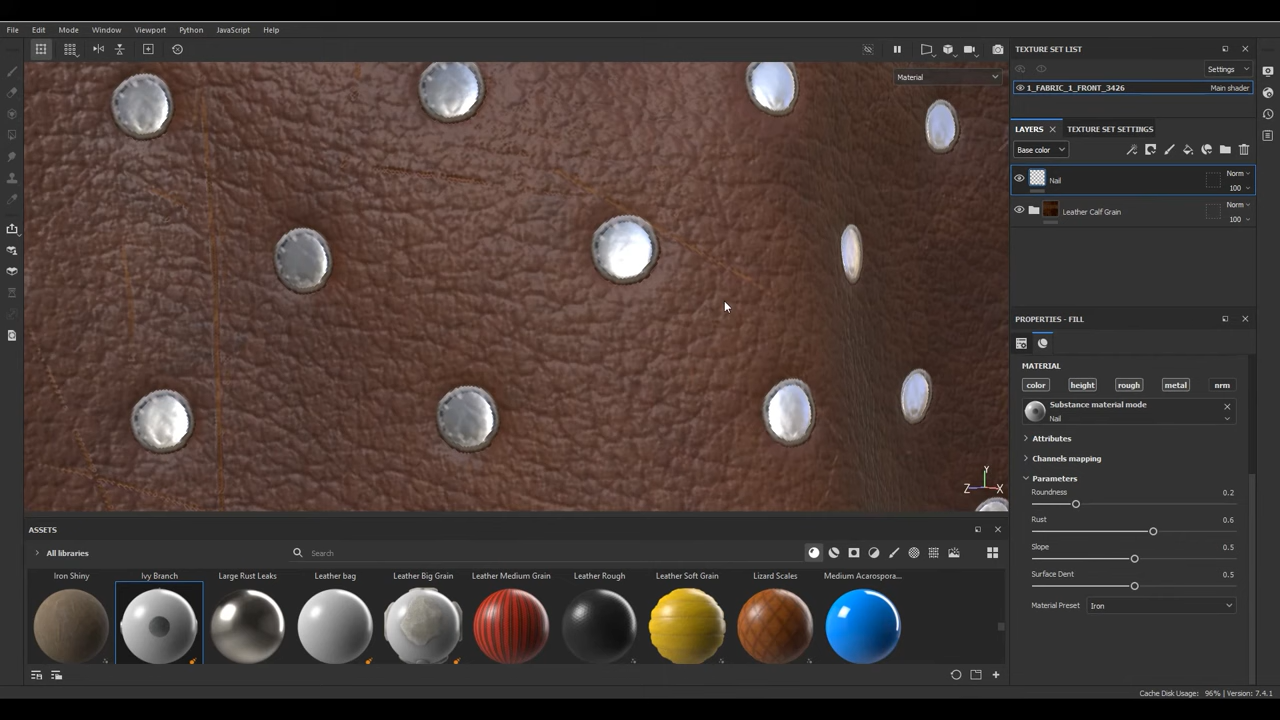 File Edit Mode Window Viewport Python JavaScript Help
Material
TEXTURE SET LIST
Settings
1_FABRIC_1_FRONT_3426 Main shader
LAYERS TEXTURE SET SETTINGS
Base color
Nail Norm
100
Leather Calf Grain Norm
100
PROPERTIES - FILL
MATERIAL
color height rough metal nrm
Substance material mode
Nail
Attributes
Channels mapping
Parameters
Roundness 0.2
Rust 0.6
Slope 0.5
Surface Dent 0.5
Material Preset Iron
Y
Z X
ASSETS
All libraries Search
Iron Shiny Ivy Branch Large Rust Leaks Leather bag Leather Big Grain Leather Medium Grain Leather Rough Leather Soft Grain Lizard Scales Medium Acarospora...
Cache Disk Usage: 96% | Version: 7.4.1